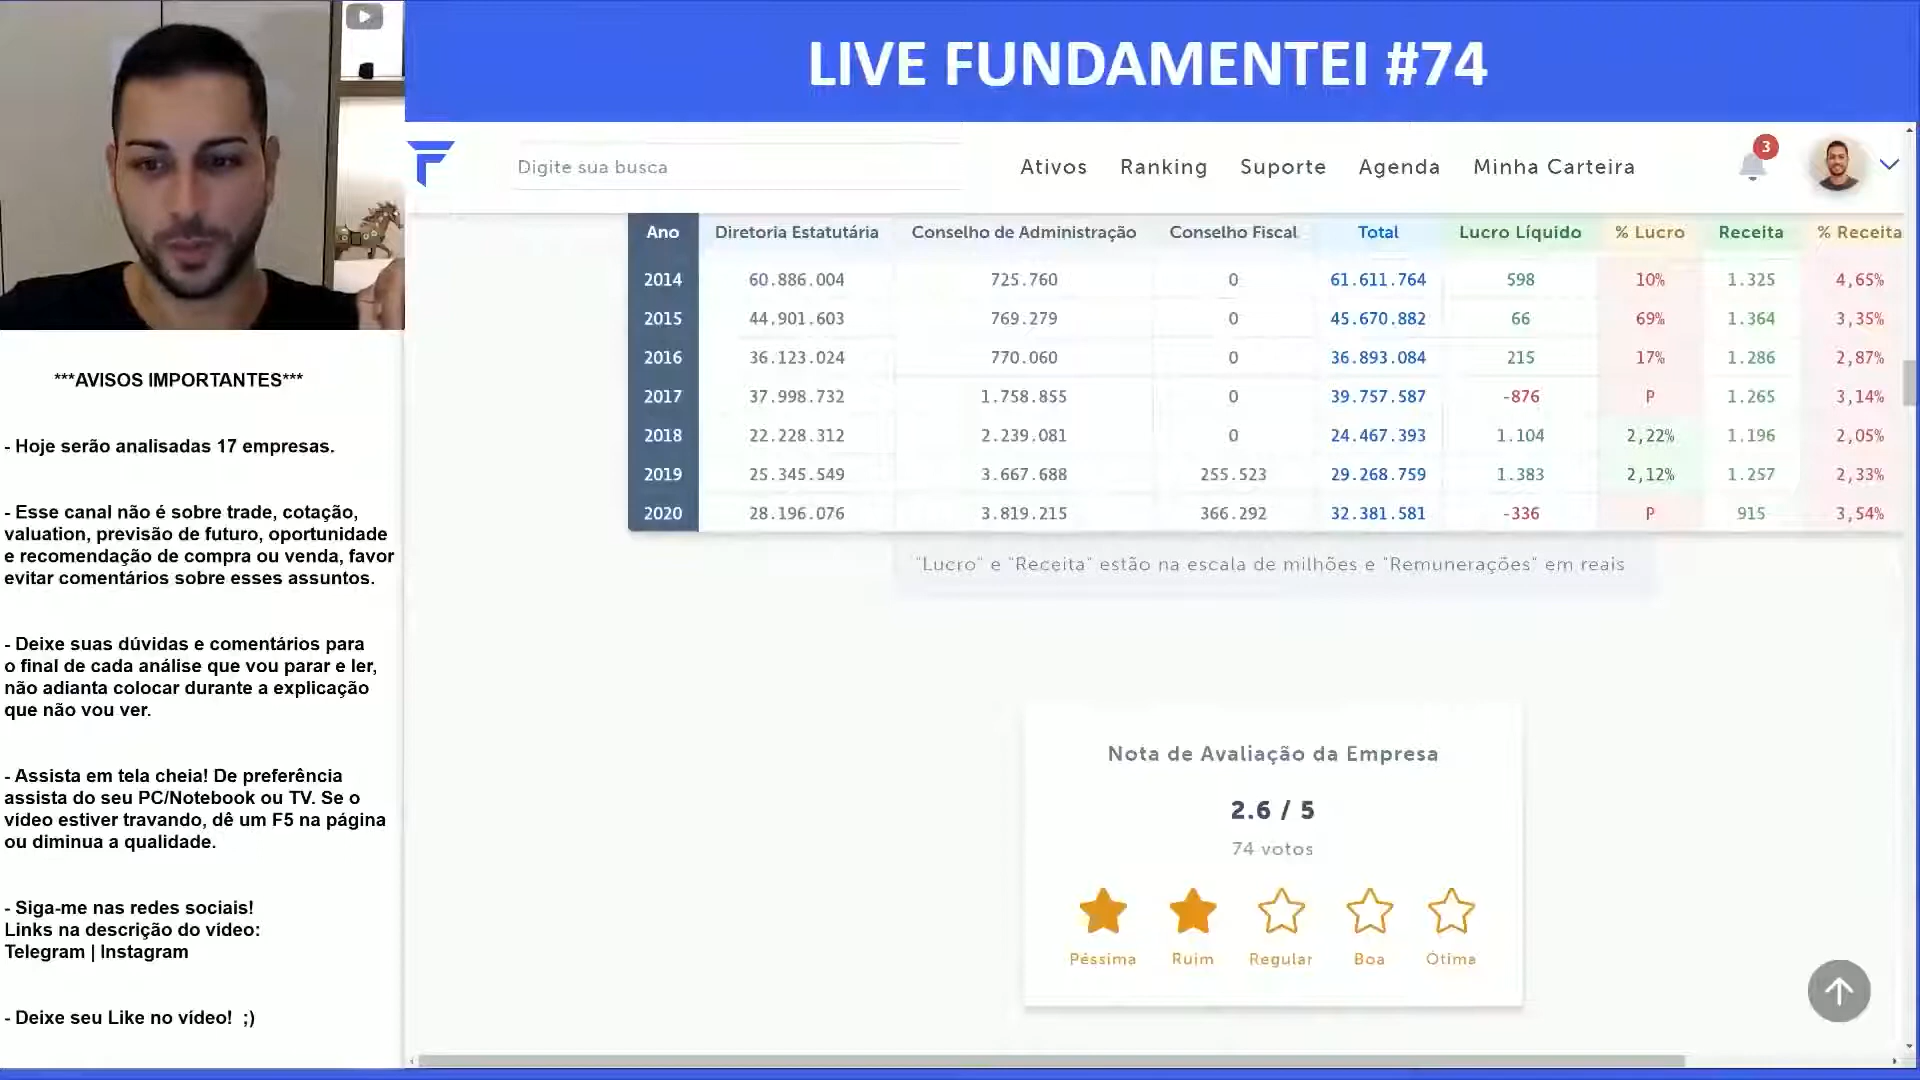 LIVE FUNDAMENTEI #74
Digite sua busca
Ativos Ranking Suporte Agenda Minha Carteira
3
Ano Diretoria Estatutária Conselho de Administração Conselho Fiscal Total Lucro Líquido % Lucro Receita % Receita
2014 60.886.004 725.760 0 61.611.764 598 10% 1.325 4,65%
2015 44.901.603 769.279 0 45.670.882 66 69% 1.364 3,35%
2016 36.123.024 770.060 0 36.893.084 215 17% 1.286 2,87%
2017 37.998.732 1.758.855 0 39.757.587 -876 P 1.265 3,14%
2018 22.228.312 2.239.081 0 24.467.393 1.104 2,22% 1.196 2,05%
2019 25.345.549 3.667.688 255.523 29.268.759 1.383 2,12% 1.257 2,33%
2020 28.196.076 3.819.215 366.292 32.381.581 -336 P 915 3,54%
"Lucro" e "Receita" estão na escala de milhões e "Remunerações" em reais
Nota de Avaliação da Empresa
2.6 / 5
74 votos
Péssima Ruim Regular Boa Ótima
***AVISOS IMPORTANTES***
- Hoje serão analisadas 17 empresas.
- Esse canal não é sobre trade, cotação,
valuation, previsão de futuro, oportunidade
e recomendação de compra ou venda, favor
evitar comentários sobre esses assuntos.
- Deixe suas dúvidas e comentários para
o final de cada análise que vou parar e ler,
não adianta colocar durante a explicação
que não vou ver.
- Assista em tela cheia! De preferência
assista do seu PC/Notebook ou TV. Se o
vídeo estiver travando, dê um F5 na página
ou diminua a qualidade.
- Siga-me nas redes sociais!
Links na descrição do vídeo:
Telegram | Instagram
- Deixe seu Like no vídeo! ;)